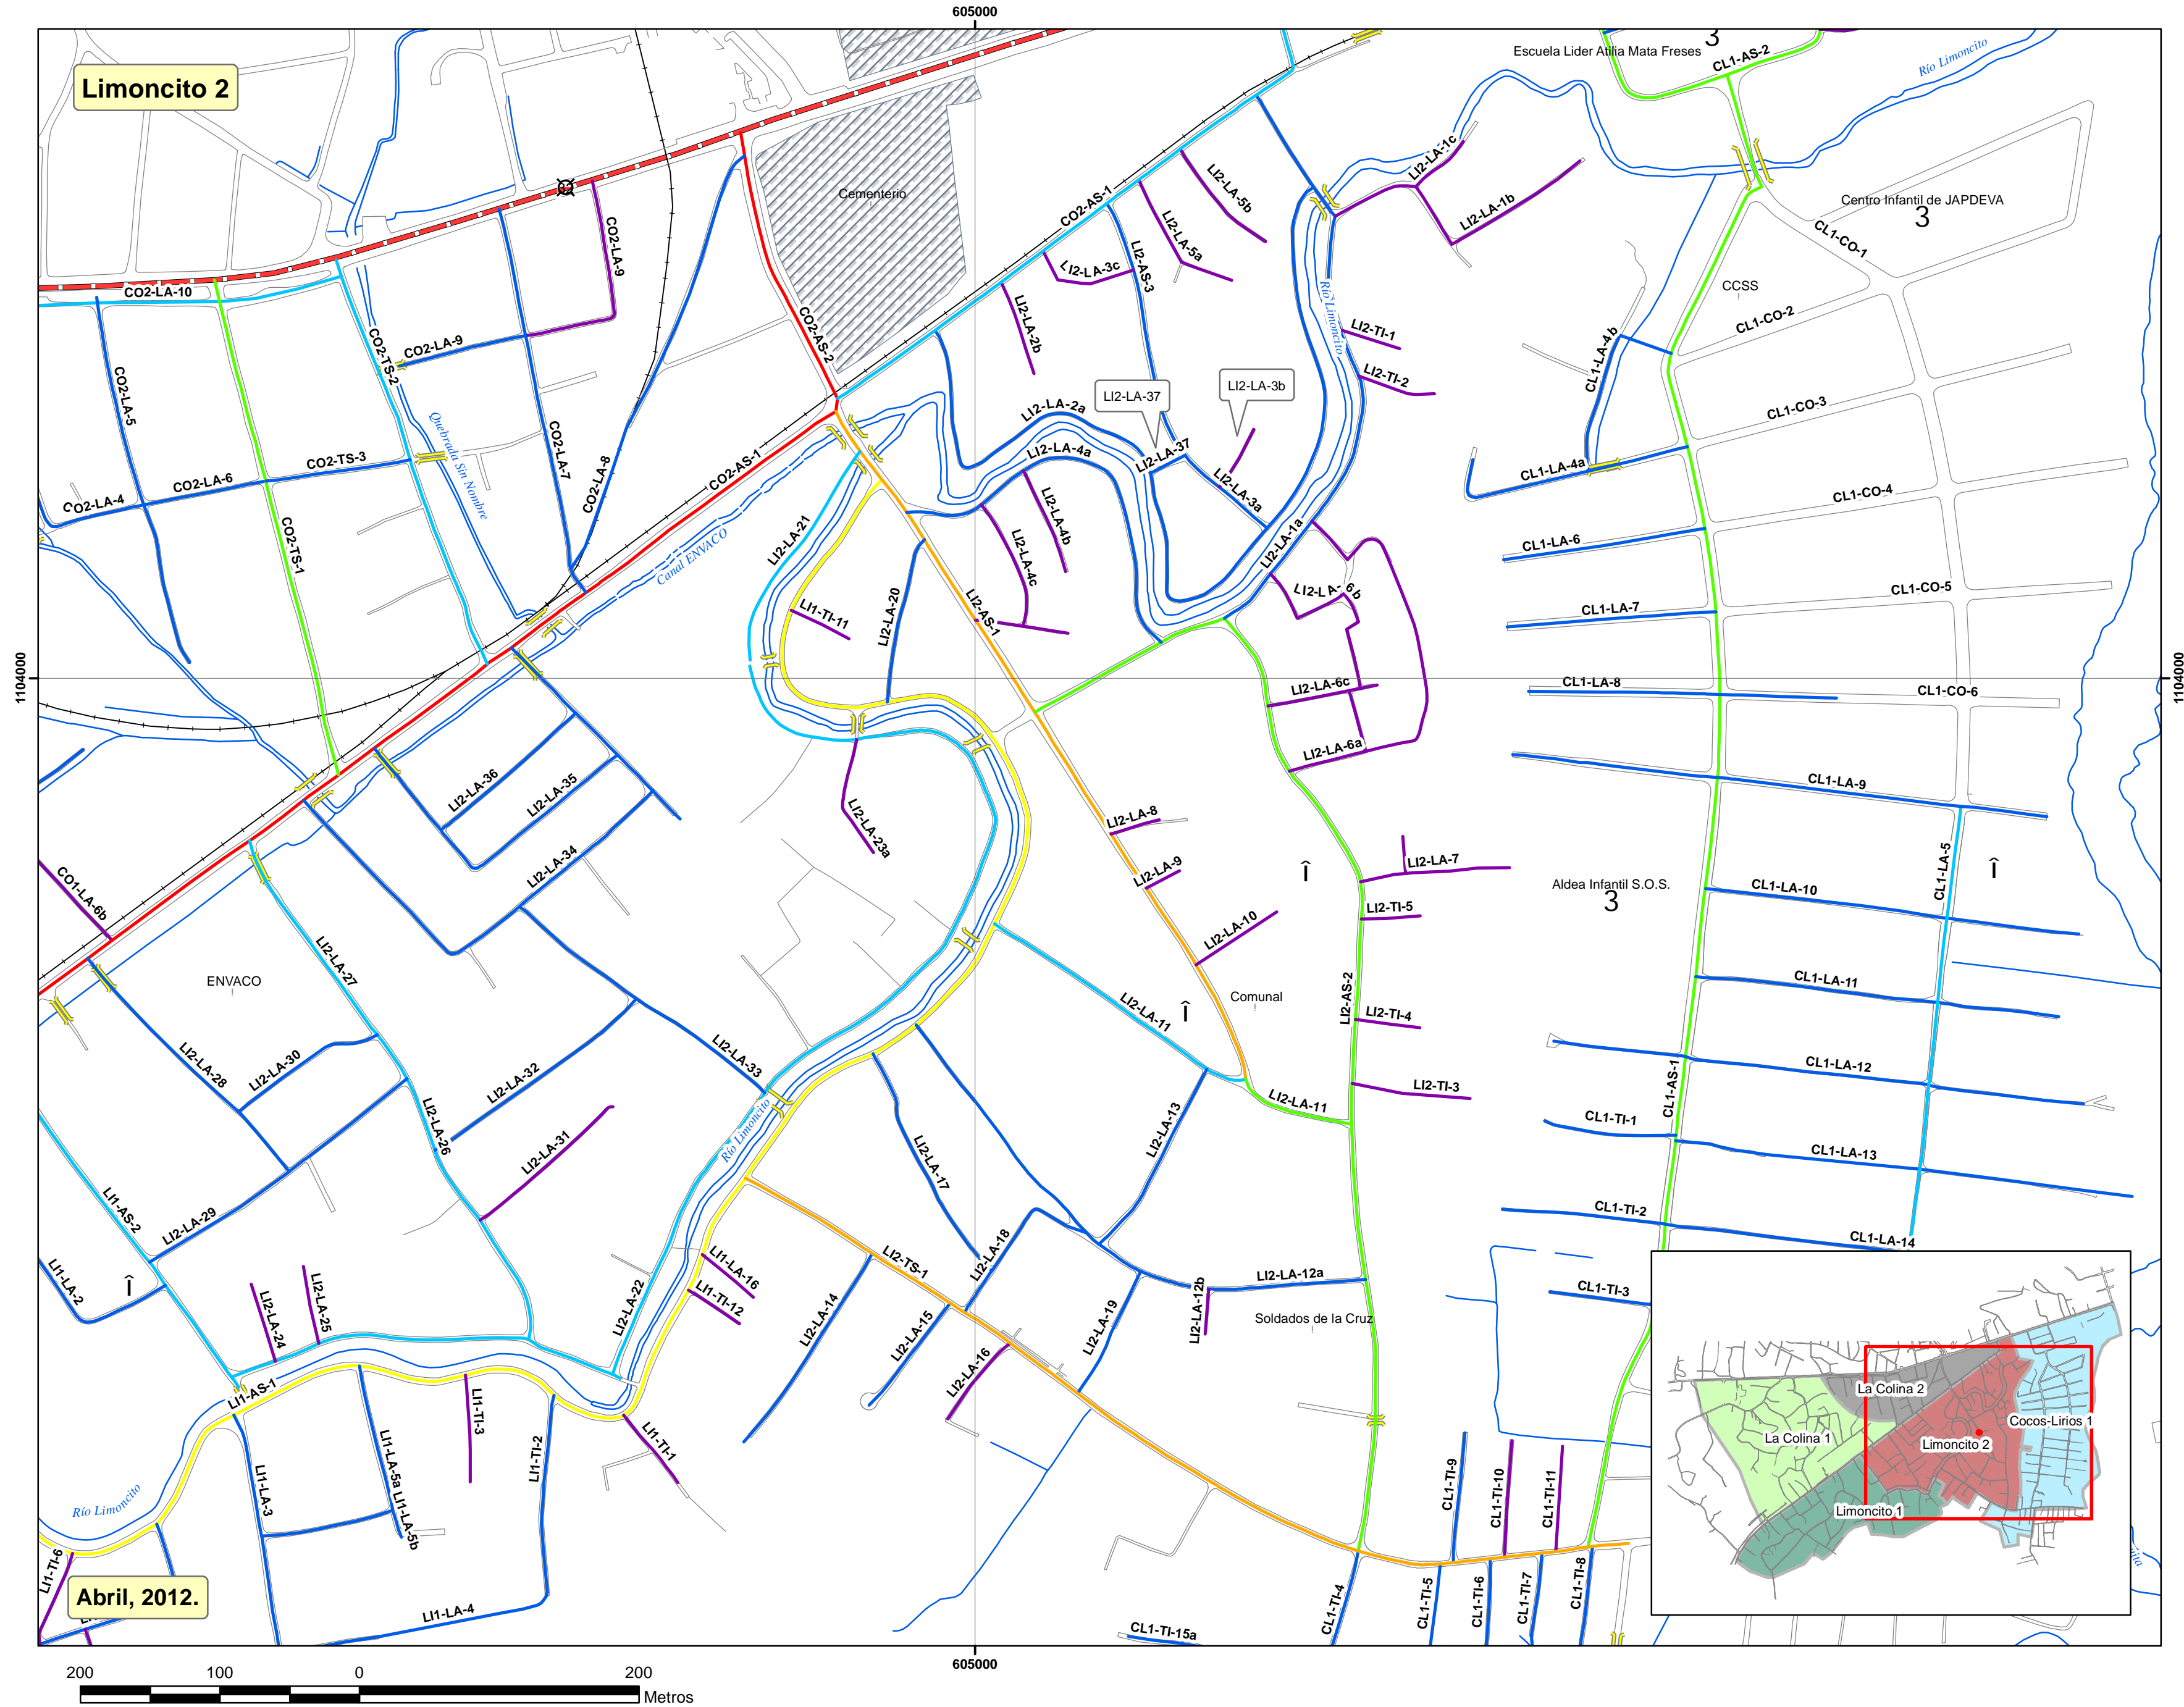 605000
Limoncito 2
Escuela Lider Atilia Mata Freses
3
CL1-AS-2
Río Limoncito
Cementerio
CO2-AS-1
LI2-LA-5b
LI2-LA-1c
LI2-LA-1b
Centro Infantil de JAPDEVA
3
CL1-CO-1
CO2-LA-9
LI2-LA-5a
LI2-AS-3
LI2-LA-3c
CO2-LA-10
CCSS
CL1-CO-2
LI2-LA-2b
Río Limoncito
LI2-TI-1
CO2-AS-2
CO2-TS-2
CO2-LA-9
CL1-LA-4b
LI2-TI-2
LI2-LA-37
LI2-LA-3b
CO2-LA-5
CL1-CO-3
LI2-LA-2a
LI2-LA-4a
LI2-LA-37
LI2-LA-3a
CO2-TS-3
CO2-LA-6
CO2-LA-4
Quebrada Sin Nombre
CO2-LA-7
CO2-LA-8
CO2-AS-1
CL1-LA-4a
CL1-CO-4
LI2-LA-4b
LI2-LA-4c
LI2-LA-1a
CO2-TS-1
LI2-LA-21
Canal ENVACO
CL1-LA-6
LI2-LA-6b
CL1-CO-5
LI2-LA-20
LI1-TI-11
LI2-AS-1
CL1-LA-7
1104000
1104000
LI2-LA-6c
CL1-LA-8
CL1-CO-6
LI2-LA-6a
LI2-LA-36
LI2-LA-35
CL1-LA-9
LI2-LA-8
LI2-LA-23a
LI2-LA-34
LI2-LA-9
Î
LI2-LA-7
Î
CL1-LA-5
CO1-LA-6b
Aldea Infantil S.O.S.
3
CL1-LA-10
LI2-TI-5
LI2-LA-10
LI2-LA-27
ENVACO
CL1-LA-11
LI2-AS-2
Comunal
LI2-LA-11
Î
LI2-TI-4
LI2-LA-28
LI2-LA-30
LI2-LA-32
LI2-LA-33
CL1-LA-12
CL1-AS-1
LI2-TI-3
LI2-LA-11
CL1-TI-1
LI2-LA-26
Río Limoncito
LI2-LA-31
LI2-LA-13
LI2-LA-17
CL1-LA-13
LI1-AS-2
LI2-LA-29
CL1-TI-2
CL1-LA-14
LI2-TS-1
LI2-LA-18
LI1-LA-16
LI1-TI-12
LI2-LA-12a
LI1-LA-2
Î
LI2-LA-24
LI2-LA-25
LI2-LA-22
LI2-LA-14
LI2-LA-15
LI2-LA-19
LI2-LA-12b
CL1-TI-3
Soldados de la Cruz
LI2-LA-16
LI1-AS-1
LI1-TI-3
LI1-TI-2
LI1-TI-1
LI1-LA-5a
LI1-LA-3
LI1-LA-5b
La Colina 2
La Colina 1
Cocos-Lirios 1
Limoncito 2
Limoncito 1
Río Limoncito
CL1-TI-9
CL1-TI-10
CL1-TI-11
LI1-TI-6
Abril, 2012.
LI1-LA-4
CL1-TI-4
CL1-TI-5
CL1-TI-6
CL1-TI-7
CL1-TI-8
CL1-TI-15a
605000
200 100 0 200
Metros